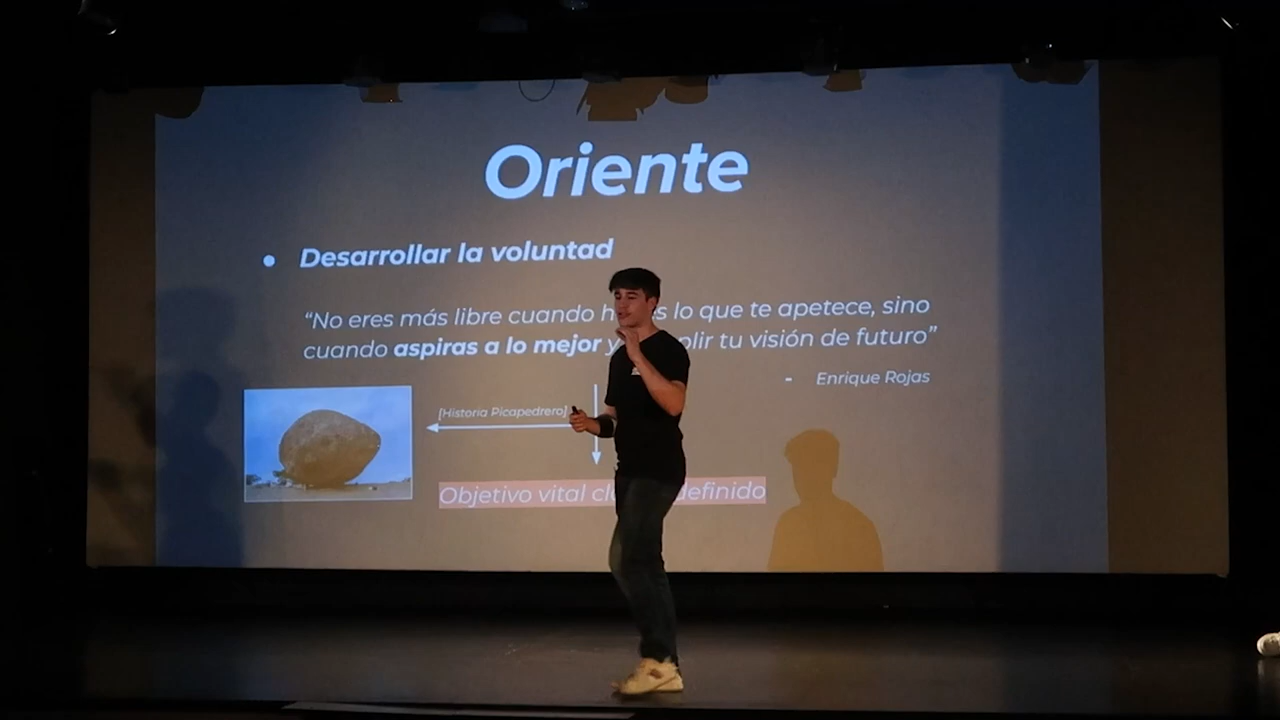 Oriente
• Desarrollar la voluntad
“No eres más libre cuando lo que te apetece, sino
cuando aspiras a lo mejor y tu visión de futuro”
- Enrique Rojas
[Historia Picapedrero]
Objetivo vital definido